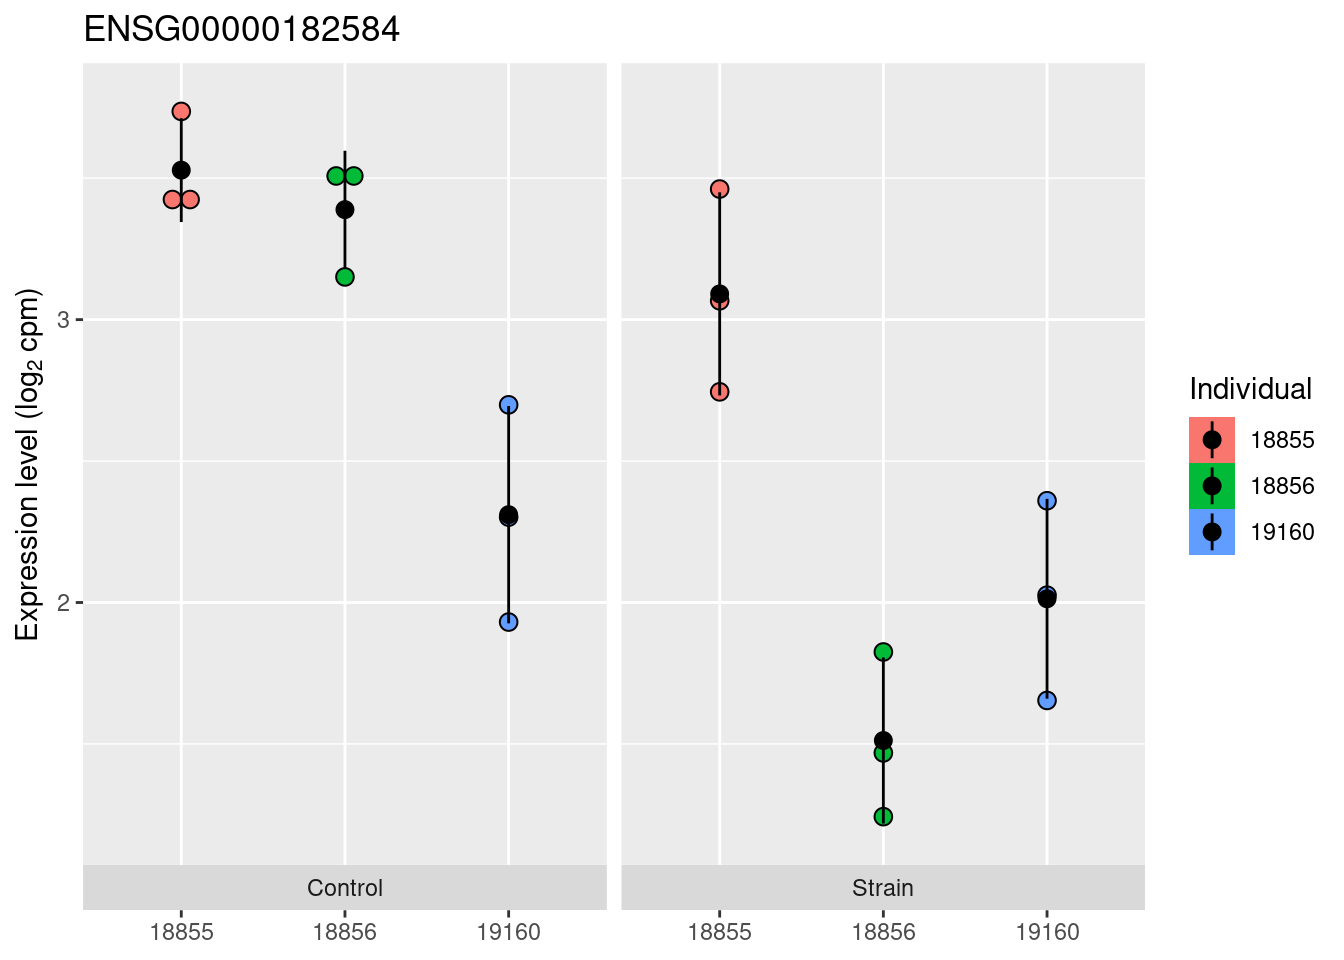 ENSG00000182584
Expression level (log₂ cpm)
3
2
Control
Strain
18855
18856
19160
18855
18856
19160
Individual
18855
18856
19160